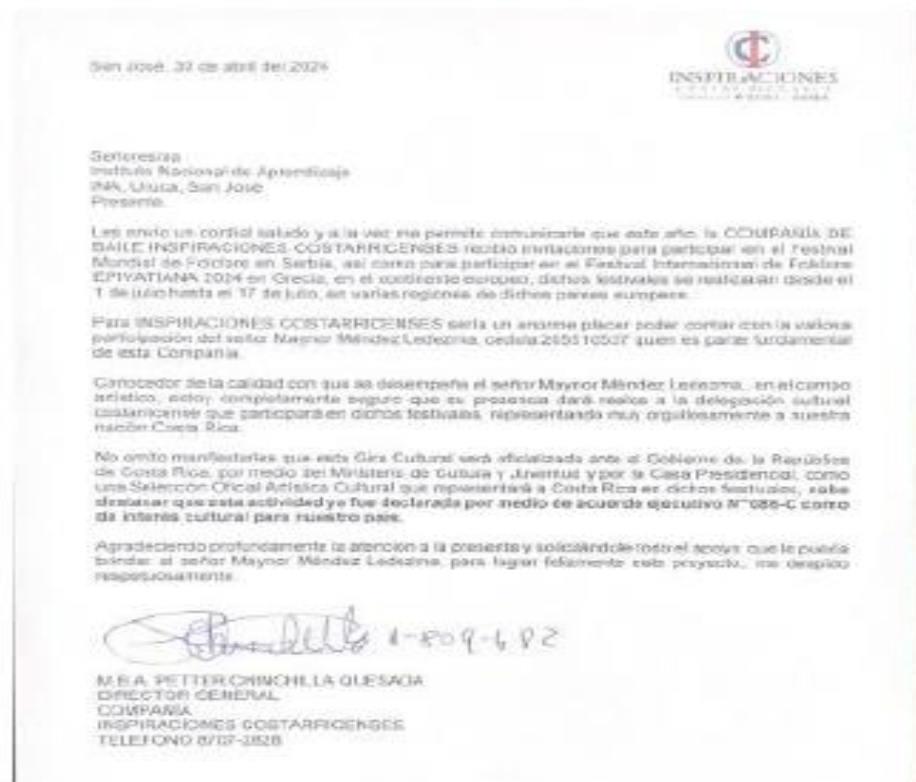 San José, de abril del 2024
INSPIRACIONES
Señores/as
Instituto Nacional de Aprendizaje
INA, Uruca, San José
Presente.
Les envío un cordial saludo y a la vez me permito comunicarle que este año, la COMPAÑÍA DE
BAILE INSPIRACIONES COSTARRICENSES recibió invitaciones para participar en el Festival
Mundial de Folclore en Serbia, así como para participar en el Festival Internacional de Folklore
EPIVATIANA 2024 en Grecia, en el continente europeo, dichos festivales se realizarán desde el
1 de julio hasta el 17 de julio, en varias regiones de dichos países europeos.
Para INSPIRACIONES COSTARRICENSES sería un enorme placer poder contar con la valiosa
participación del señor Maynor Méndez Ledezma, cédula quien es parte fundamental
de esta Compañía.
Conocedor de la calidad con que se desempeña el señor Maynor Méndez Ledezma, en el campo
artístico, estoy completamente seguro que su presencia dará realce a la delegación cultural
costarricense que participará en dichos festivales, representando muy orgullosamente a nuestra
nación Costa Rica.
No omito manifestarles que esta Gira Cultural será oficializada ante el Gobierno de la República
de Costa Rica, por medio del Ministerio de Cultura y Juventud y por la Casa Presidencial, como
una Selección Oficial Artística Cultural que representará a Costa Rica en dichos festivales, cabe
destacar que esta actividad ya fue declarada por medio de acuerdo ejecutivo N°086-C como
de interés cultural para nuestro país.
Agradeciendo profundamente la atención a la presente y solicitándole todo el apoyo que le pueda
brindar al señor Maynor Méndez Ledezma, para lograr felizmente este proyecto, me despido
respetuosamente.
1-809-682
M.B.A. PETTER CHINCHILLA QUESADA
DIRECTOR GENERAL
COMPAÑÍA
INSPIRACIONES COSTARRICENSES
TELEFONO 8707-2828